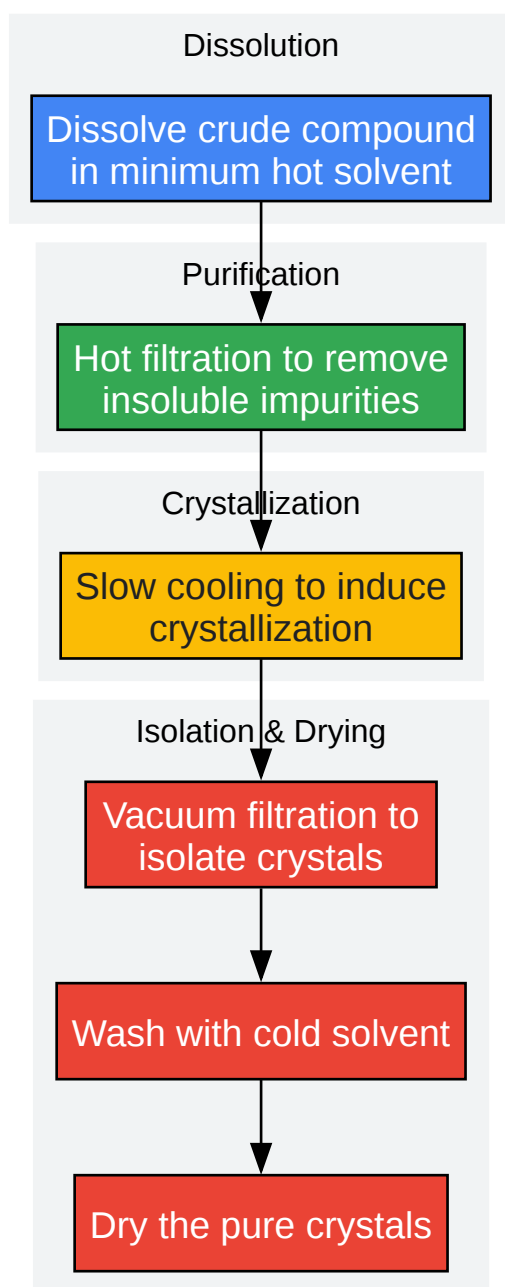 Dissolution
Dissolve crude compound
in minimum hot solvent
Purification
Hot filtration to remove
insoluble impurities
Crystallization
Slow cooling to induce
crystallization
Isolation & Drying
Vacuum filtration to
isolate crystals
Wash with cold solvent
Dry the pure crystals